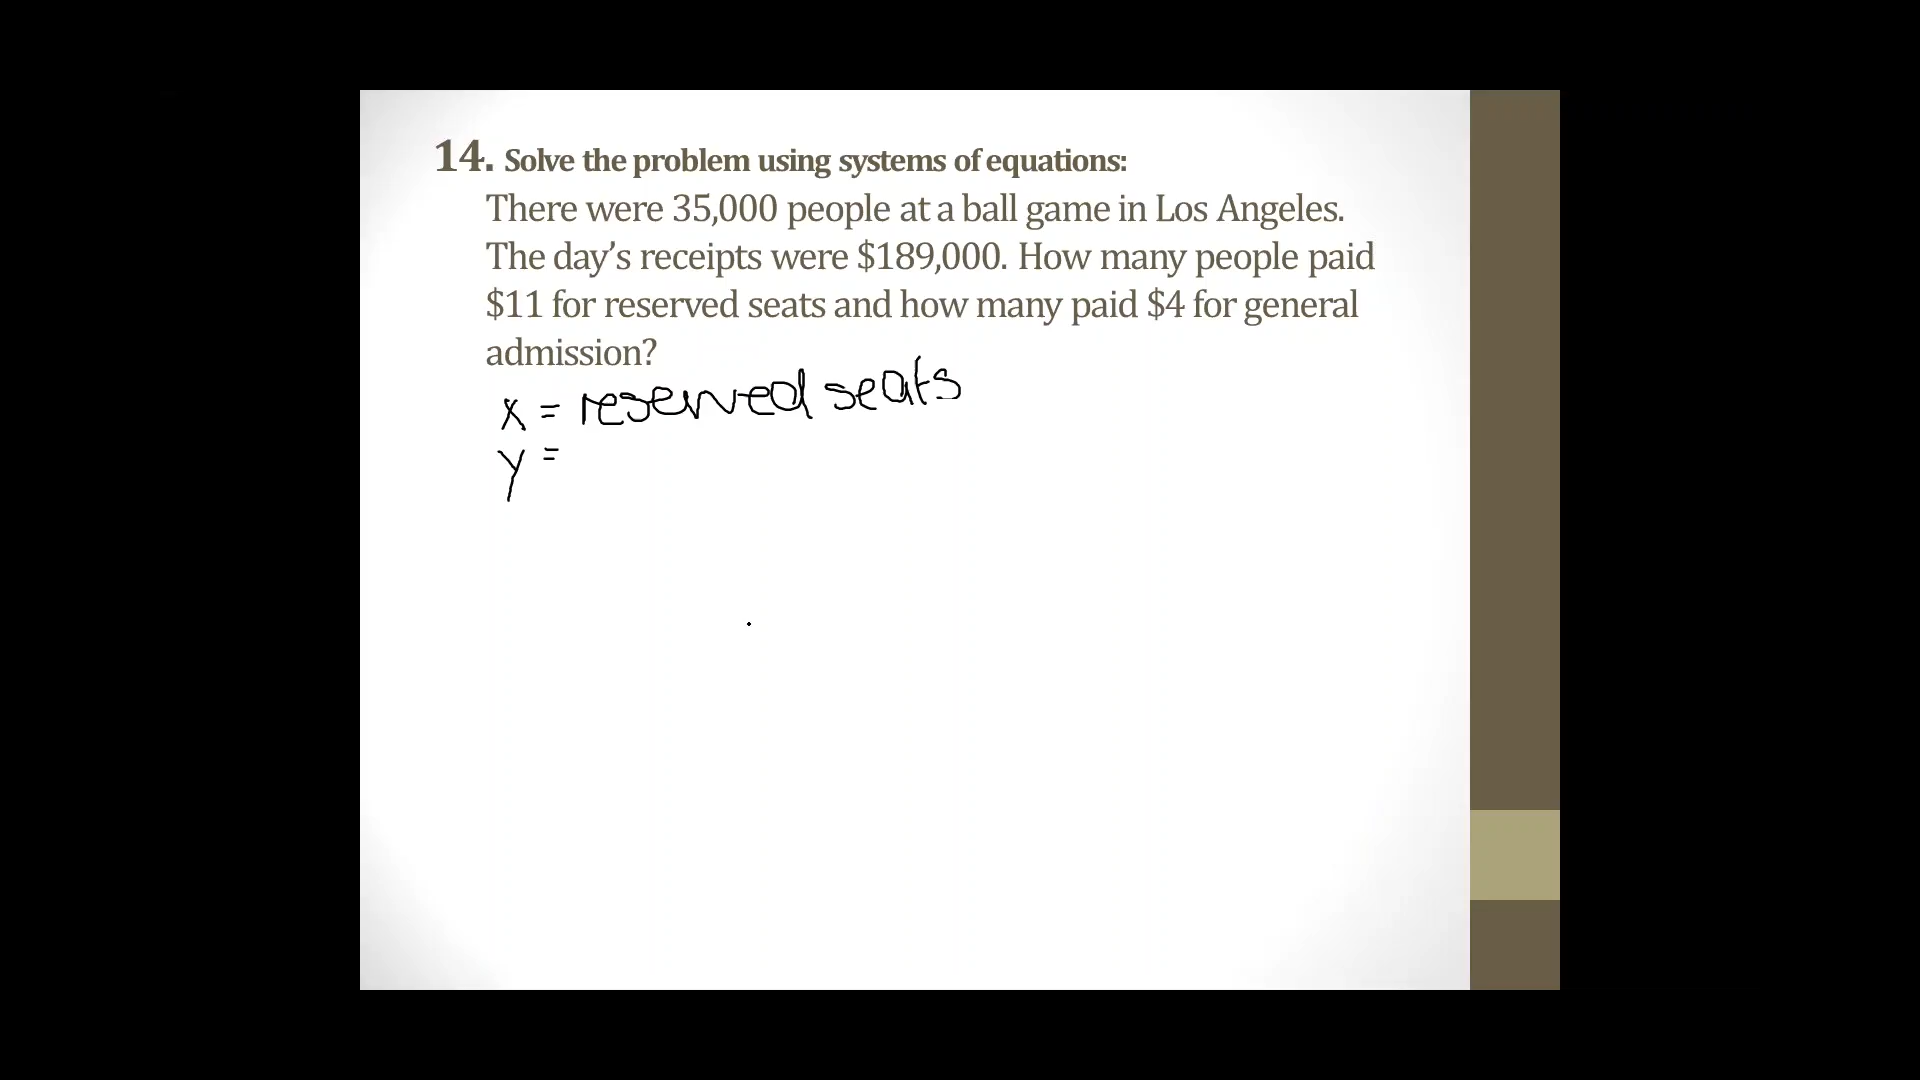 14. Solve the problem using systems of equations:
There were 35,000 people at a ball game in Los Angeles.
The day’s receipts were $189,000. How many people paid
$11 for reserved seats and how many paid $4 for general
admission?
x = reserved seats
y =